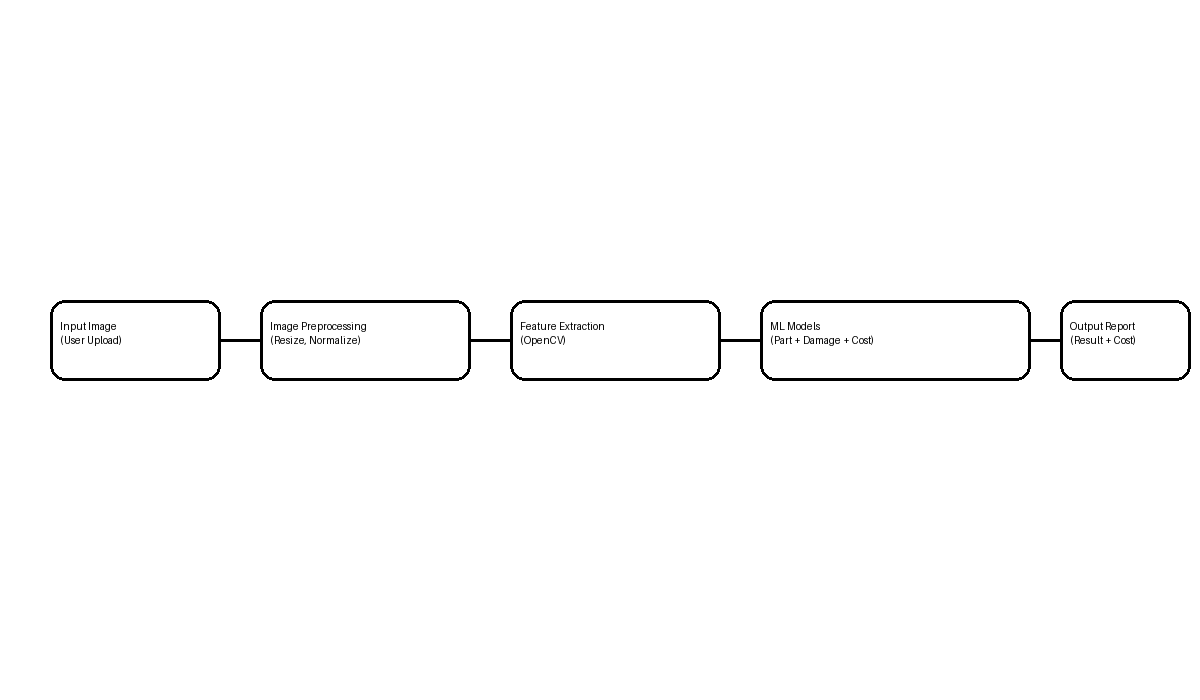 Input Image
(User Upload)
Image Preprocessing
(Resize, Normalize)
Feature Extraction
(OpenCV)
ML Models
(Part + Damage + Cost)
Output Report
(Result + Cost)